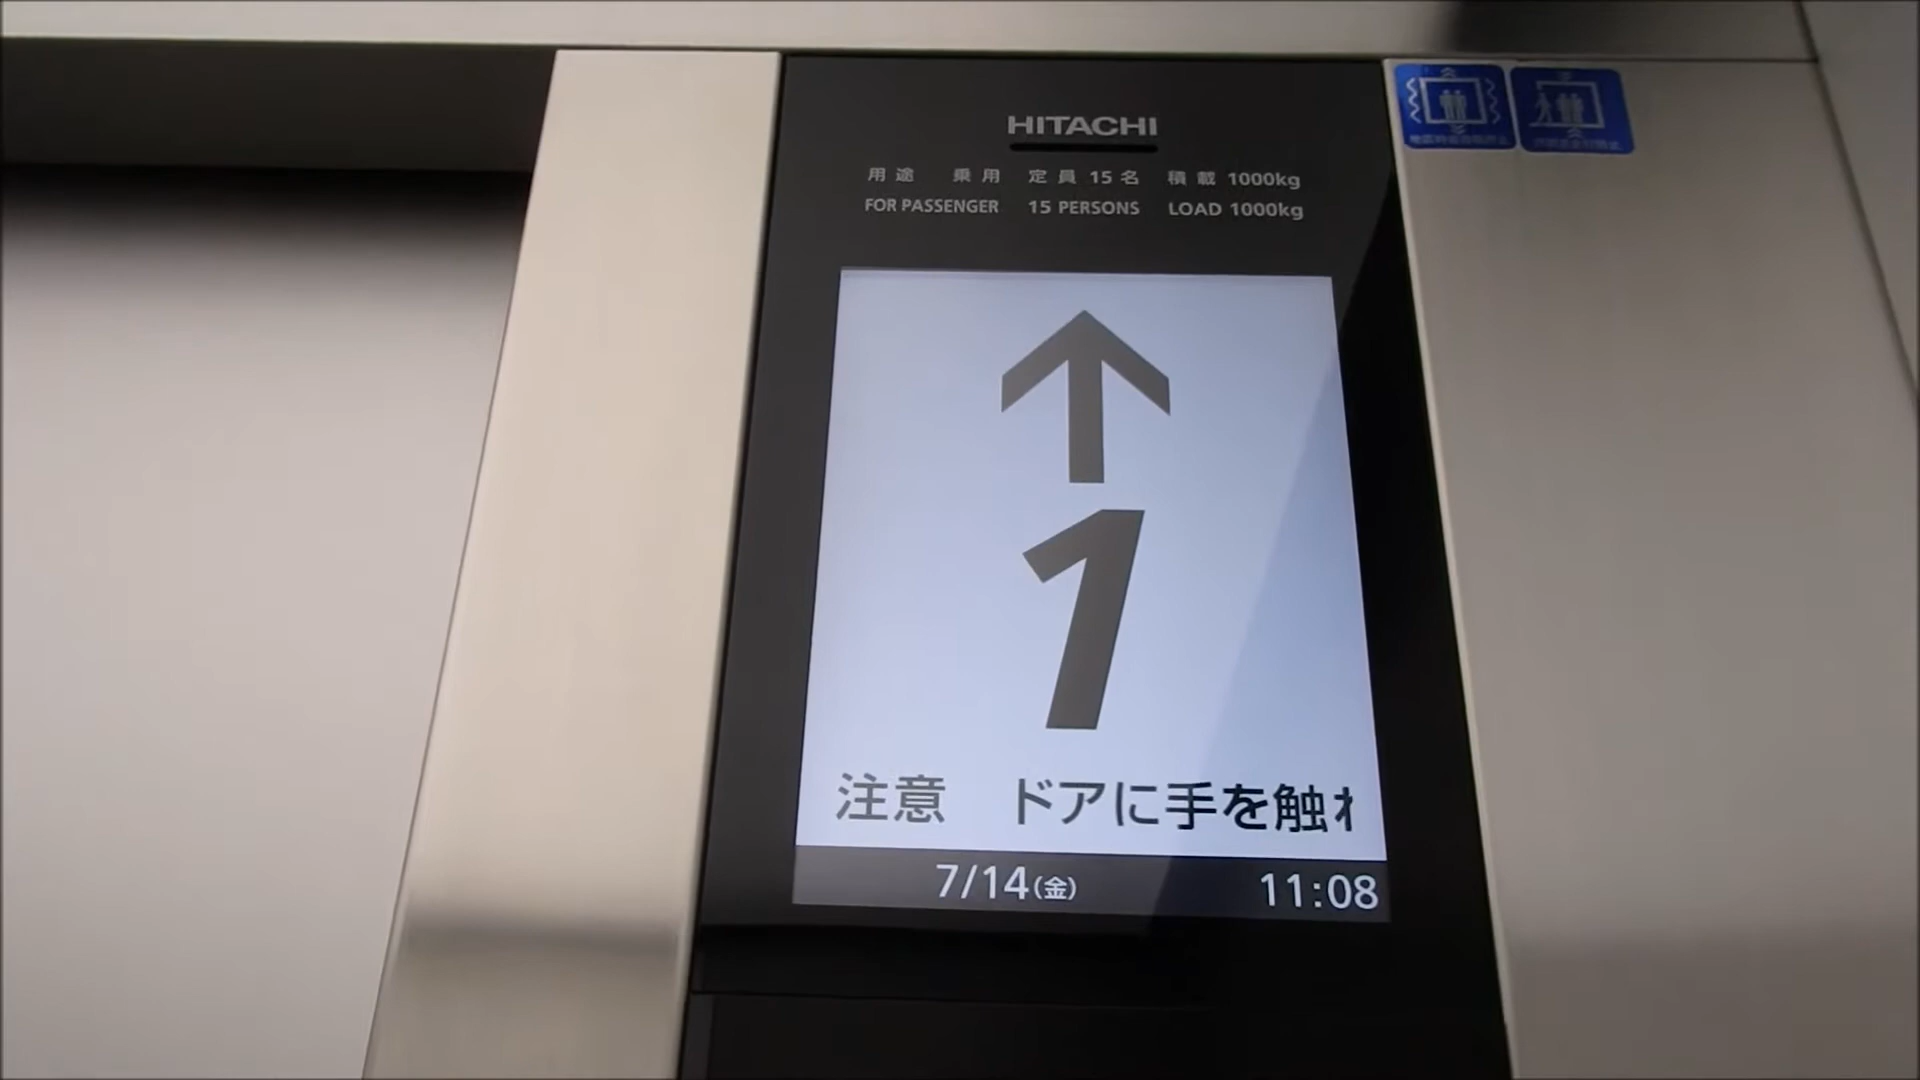 HITACHI
用途 乗用 定員 15名 積載 1000kg
FOR PASSENGER 15 PERSONS LOAD 1000kg
1
注意 ドアに手を触れ
7/14(金) 11:08